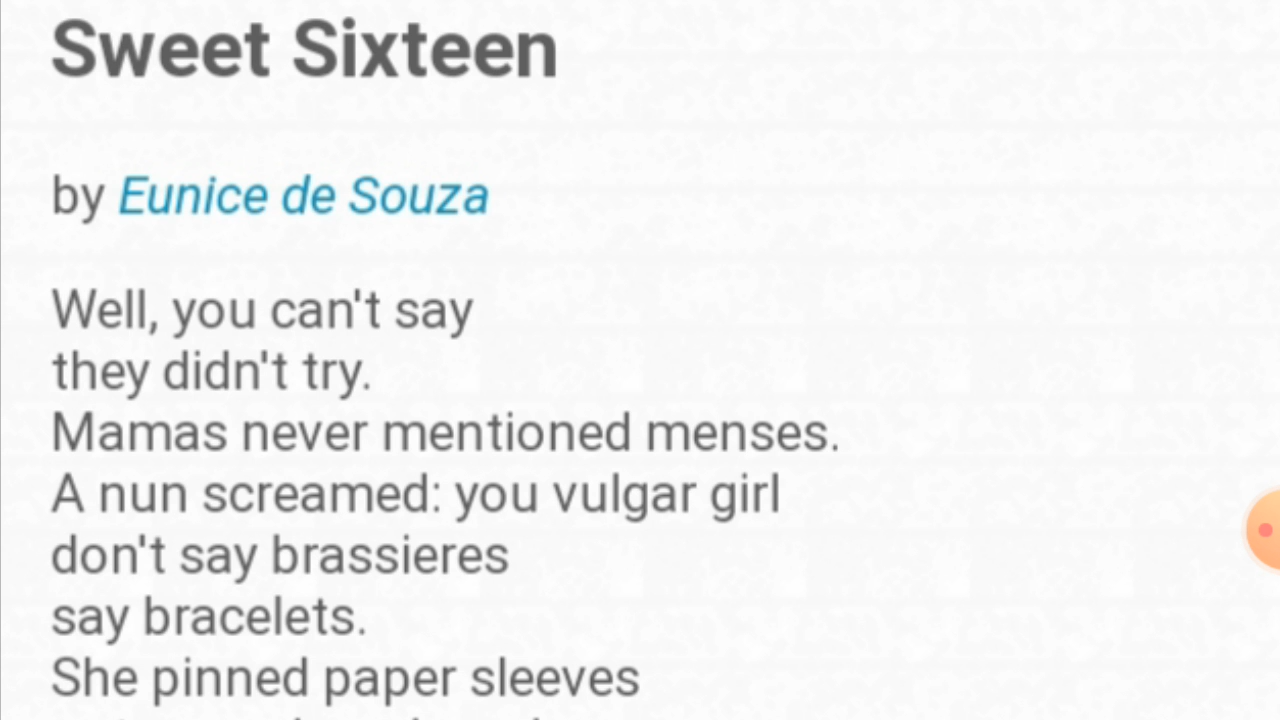 Sweet Sixteen
by Eunice de Souza
Well, you can't say
they didn't try.
Mamas never mentioned menses.
A nun screamed: you vulgar girl
don't say brassieres
say bracelets.
She pinned paper sleeves